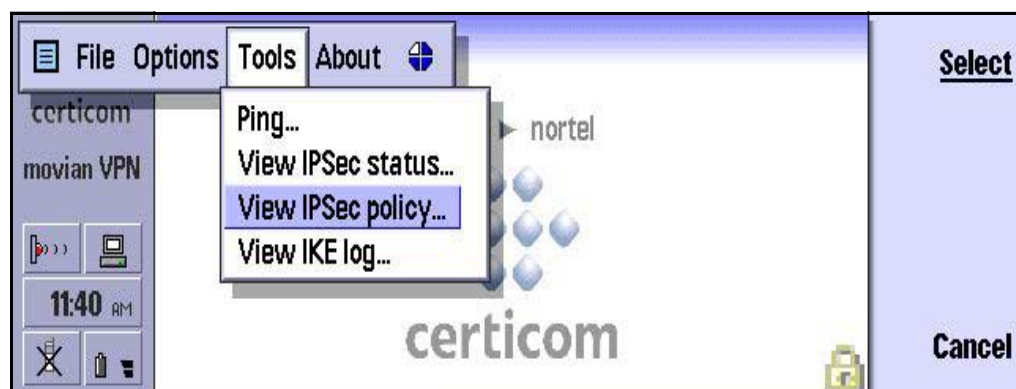 File Options Tools About
Select
certicom
movian VPN
Ping...
View IPSec status...
View IPSec policy...
View IKE log...
nortel
11:40 AM
certicom
Cancel